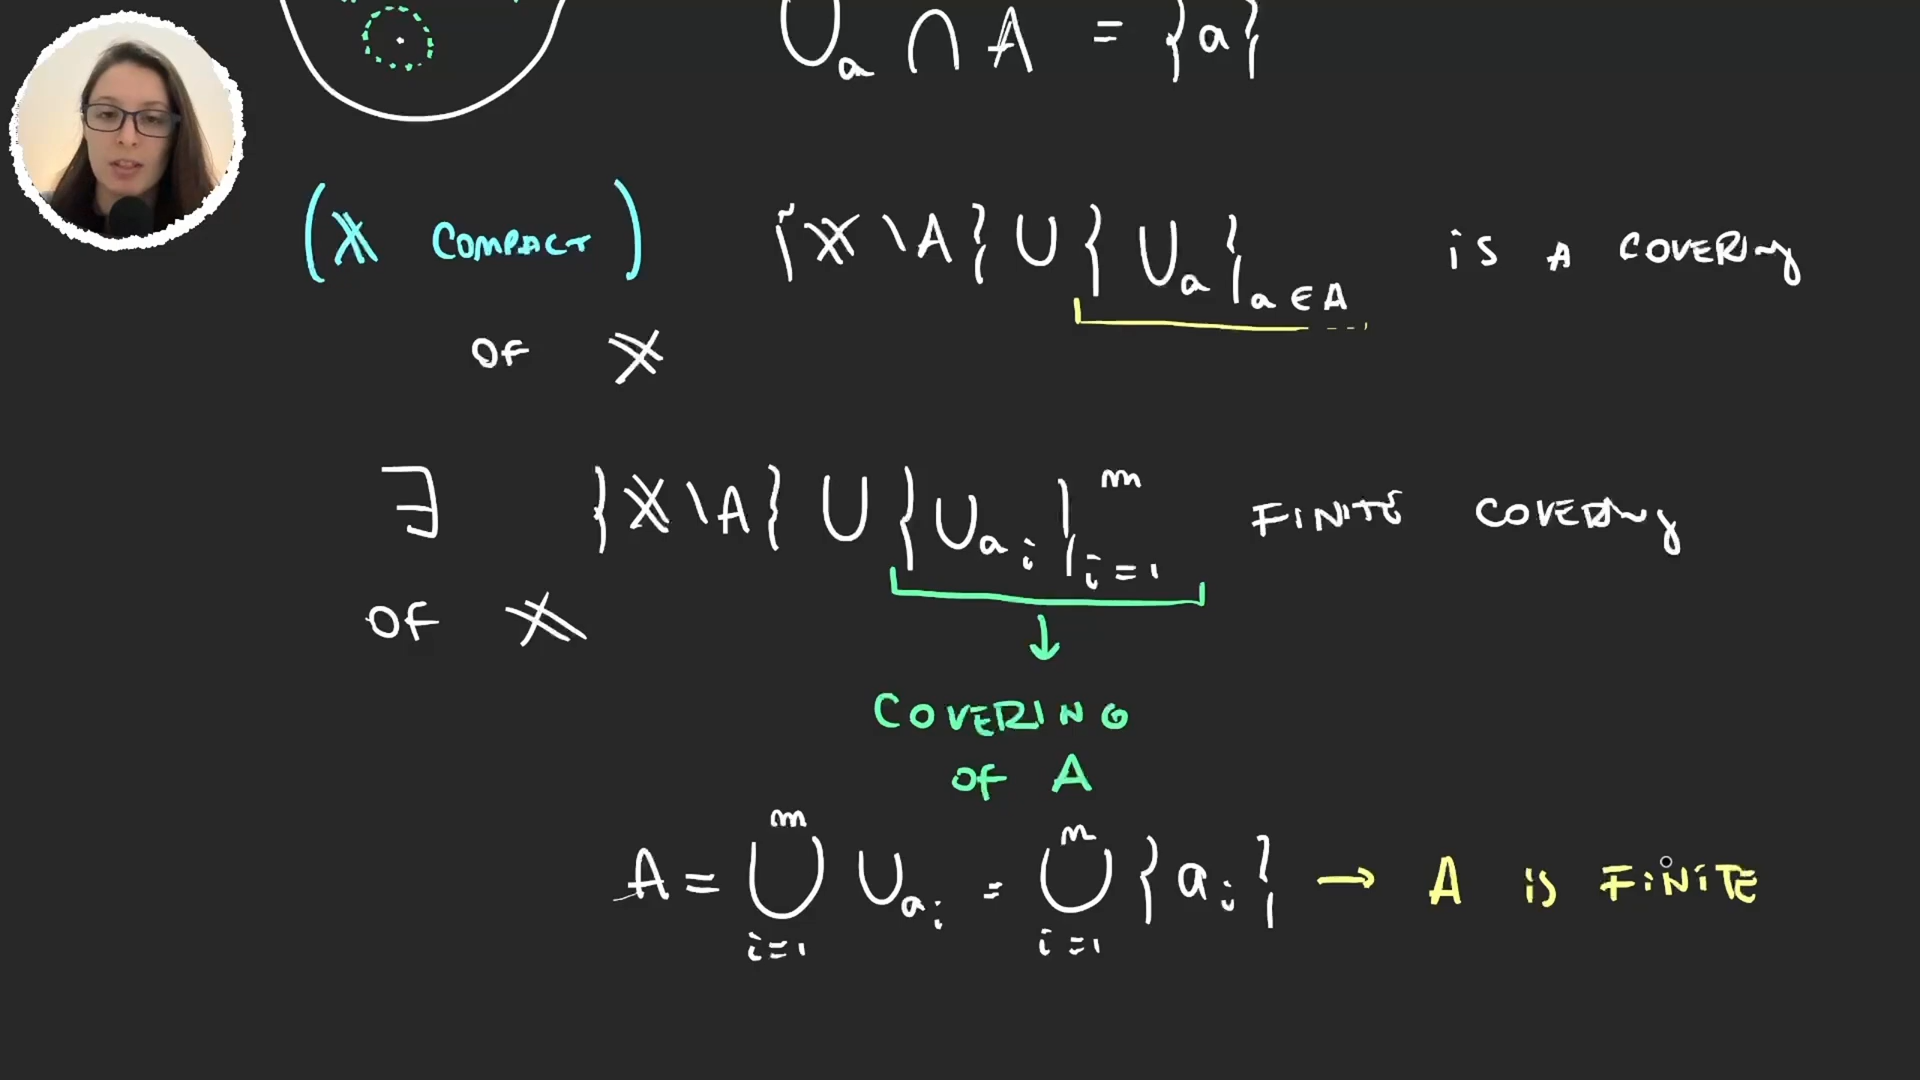 U_a ∩ A = {a}
(X COMPACT) {X \ A} ∪ {U_a}_{a ∈ A} is A COVERING
OF X
∃ {X \ A} ∪ {U_{a_i}}_{i=1}^m FINITE COVERING
OF X
↓
COVERING
OF A
A = ⋃_{i=1}^m U_{a_i} = ⋃_{i=1}^m {a_i} → A is FINITE